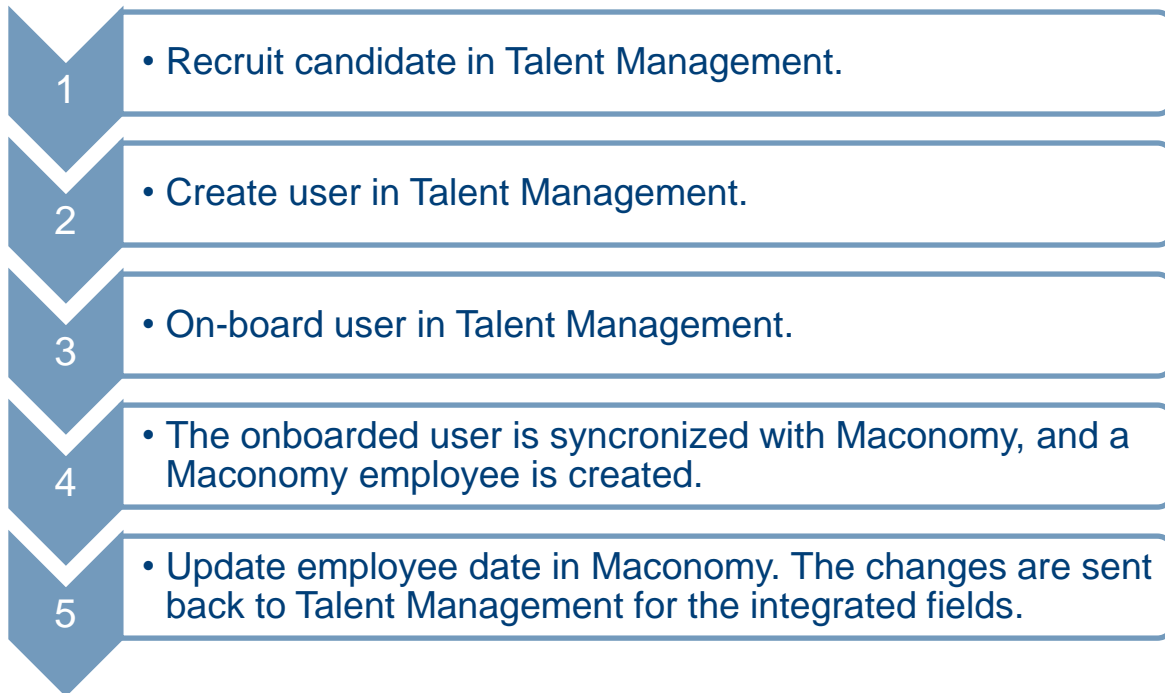 1
• Recruit candidate in Talent Management.
2
• Create user in Talent Management.
3
• On-board user in Talent Management.
4
• The onboarded user is syncronized with Maconomy, and a
Maconomy employee is created.
5
• Update employee date in Maconomy. The changes are sent
back to Talent Management for the integrated fields.